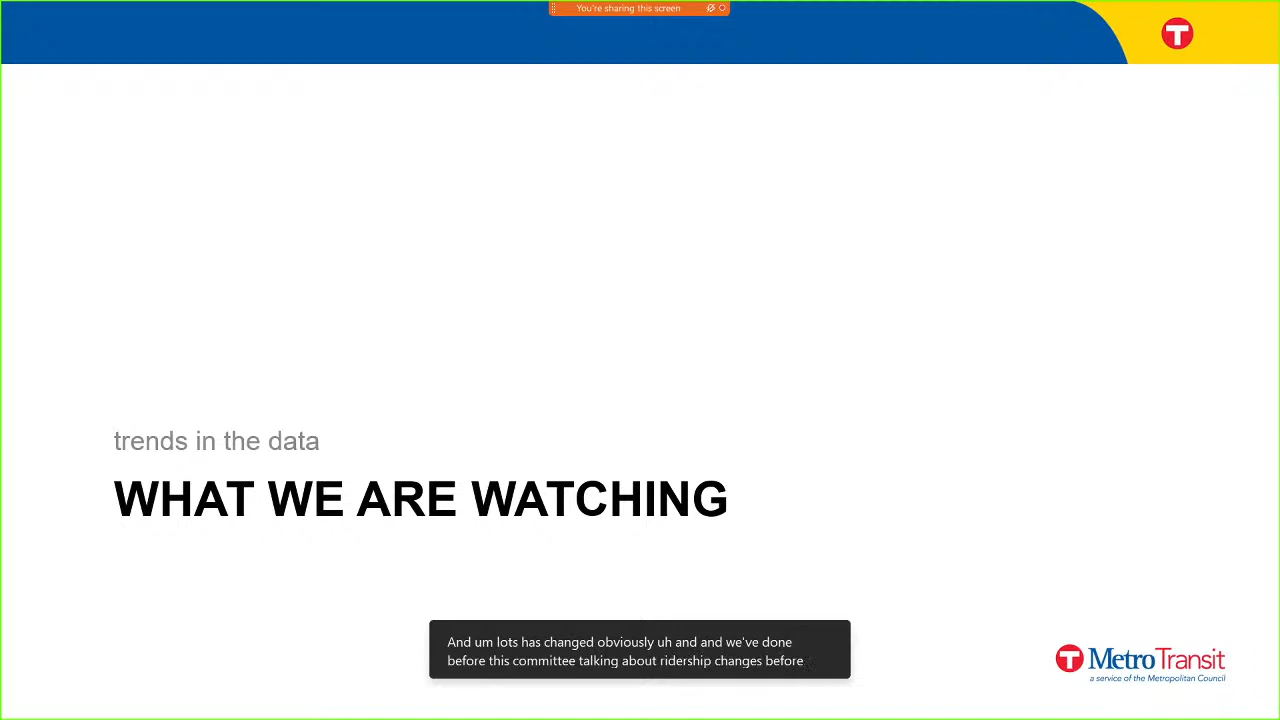 You're sharing this screen
T
trends in the data
WHAT WE ARE WATCHING
And um lots has changed obviously uh and and we've done
before this committee talking about ridership changes before
T MetroTransit
a service of the Metropolitan Council